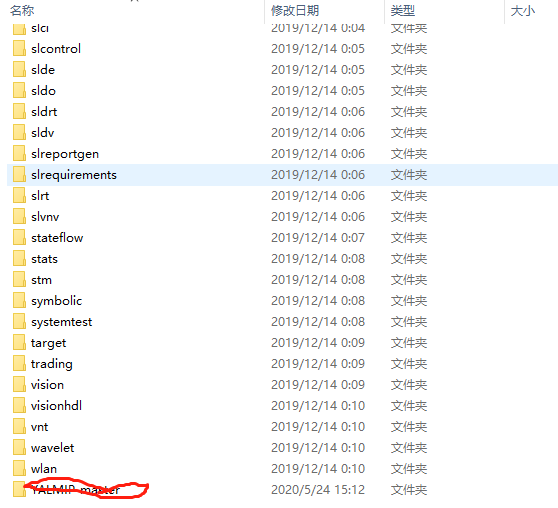 名称 修改日期 类型 大小
slci 2019/12/14 0:04 文件夹
slcontrol 2019/12/14 0:05 文件夹
slde 2019/12/14 0:05 文件夹
sldo 2019/12/14 0:05 文件夹
sldrt 2019/12/14 0:06 文件夹
sldv 2019/12/14 0:06 文件夹
slreportgen 2019/12/14 0:06 文件夹
slrequirements 2019/12/14 0:06 文件夹
slrt 2019/12/14 0:06 文件夹
slvnv 2019/12/14 0:06 文件夹
stateflow 2019/12/14 0:07 文件夹
stats 2019/12/14 0:08 文件夹
stm 2019/12/14 0:08 文件夹
symbolic 2019/12/14 0:08 文件夹
systemtest 2019/12/14 0:08 文件夹
target 2019/12/14 0:09 文件夹
trading 2019/12/14 0:09 文件夹
vision 2019/12/14 0:09 文件夹
visionhdl 2019/12/14 0:10 文件夹
vnt 2019/12/14 0:10 文件夹
wavelet 2019/12/14 0:10 文件夹
wlan 2019/12/14 0:10 文件夹
YALMIP-master 2020/5/24 15:12 文件夹